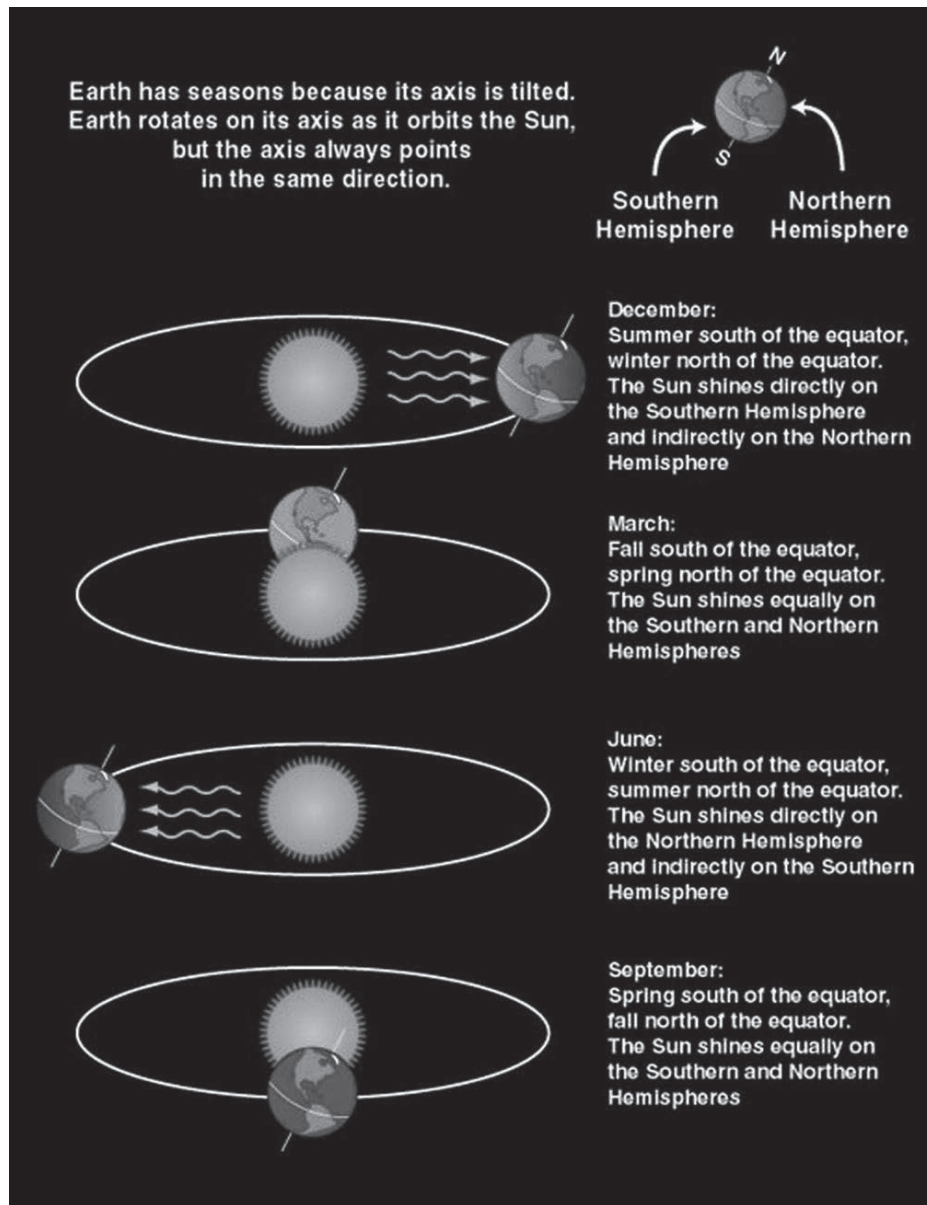 Earth has seasons because its axis is tilted.
Earth rotates on its axis as it orbits the Sun,
but the axis always points
in the same direction.
N
S
Southern
Hemisphere
Northern
Hemisphere
December:
Summer south of the equator,
winter north of the equator.
The Sun shines directly on
the Southern Hemisphere
and indirectly on the Northern
Hemisphere
March:
Fall south of the equator,
spring north of the equator.
The Sun shines equally on
the Southern and Northern
Hemispheres
June:
Winter south of the equator,
summer north of the equator.
The Sun shines directly on
the Northern Hemisphere
and indirectly on the Southern
Hemisphere
September:
Spring south of the equator,
fall north of the equator.
The Sun shines equally on
the Southern and Northern
Hemispheres